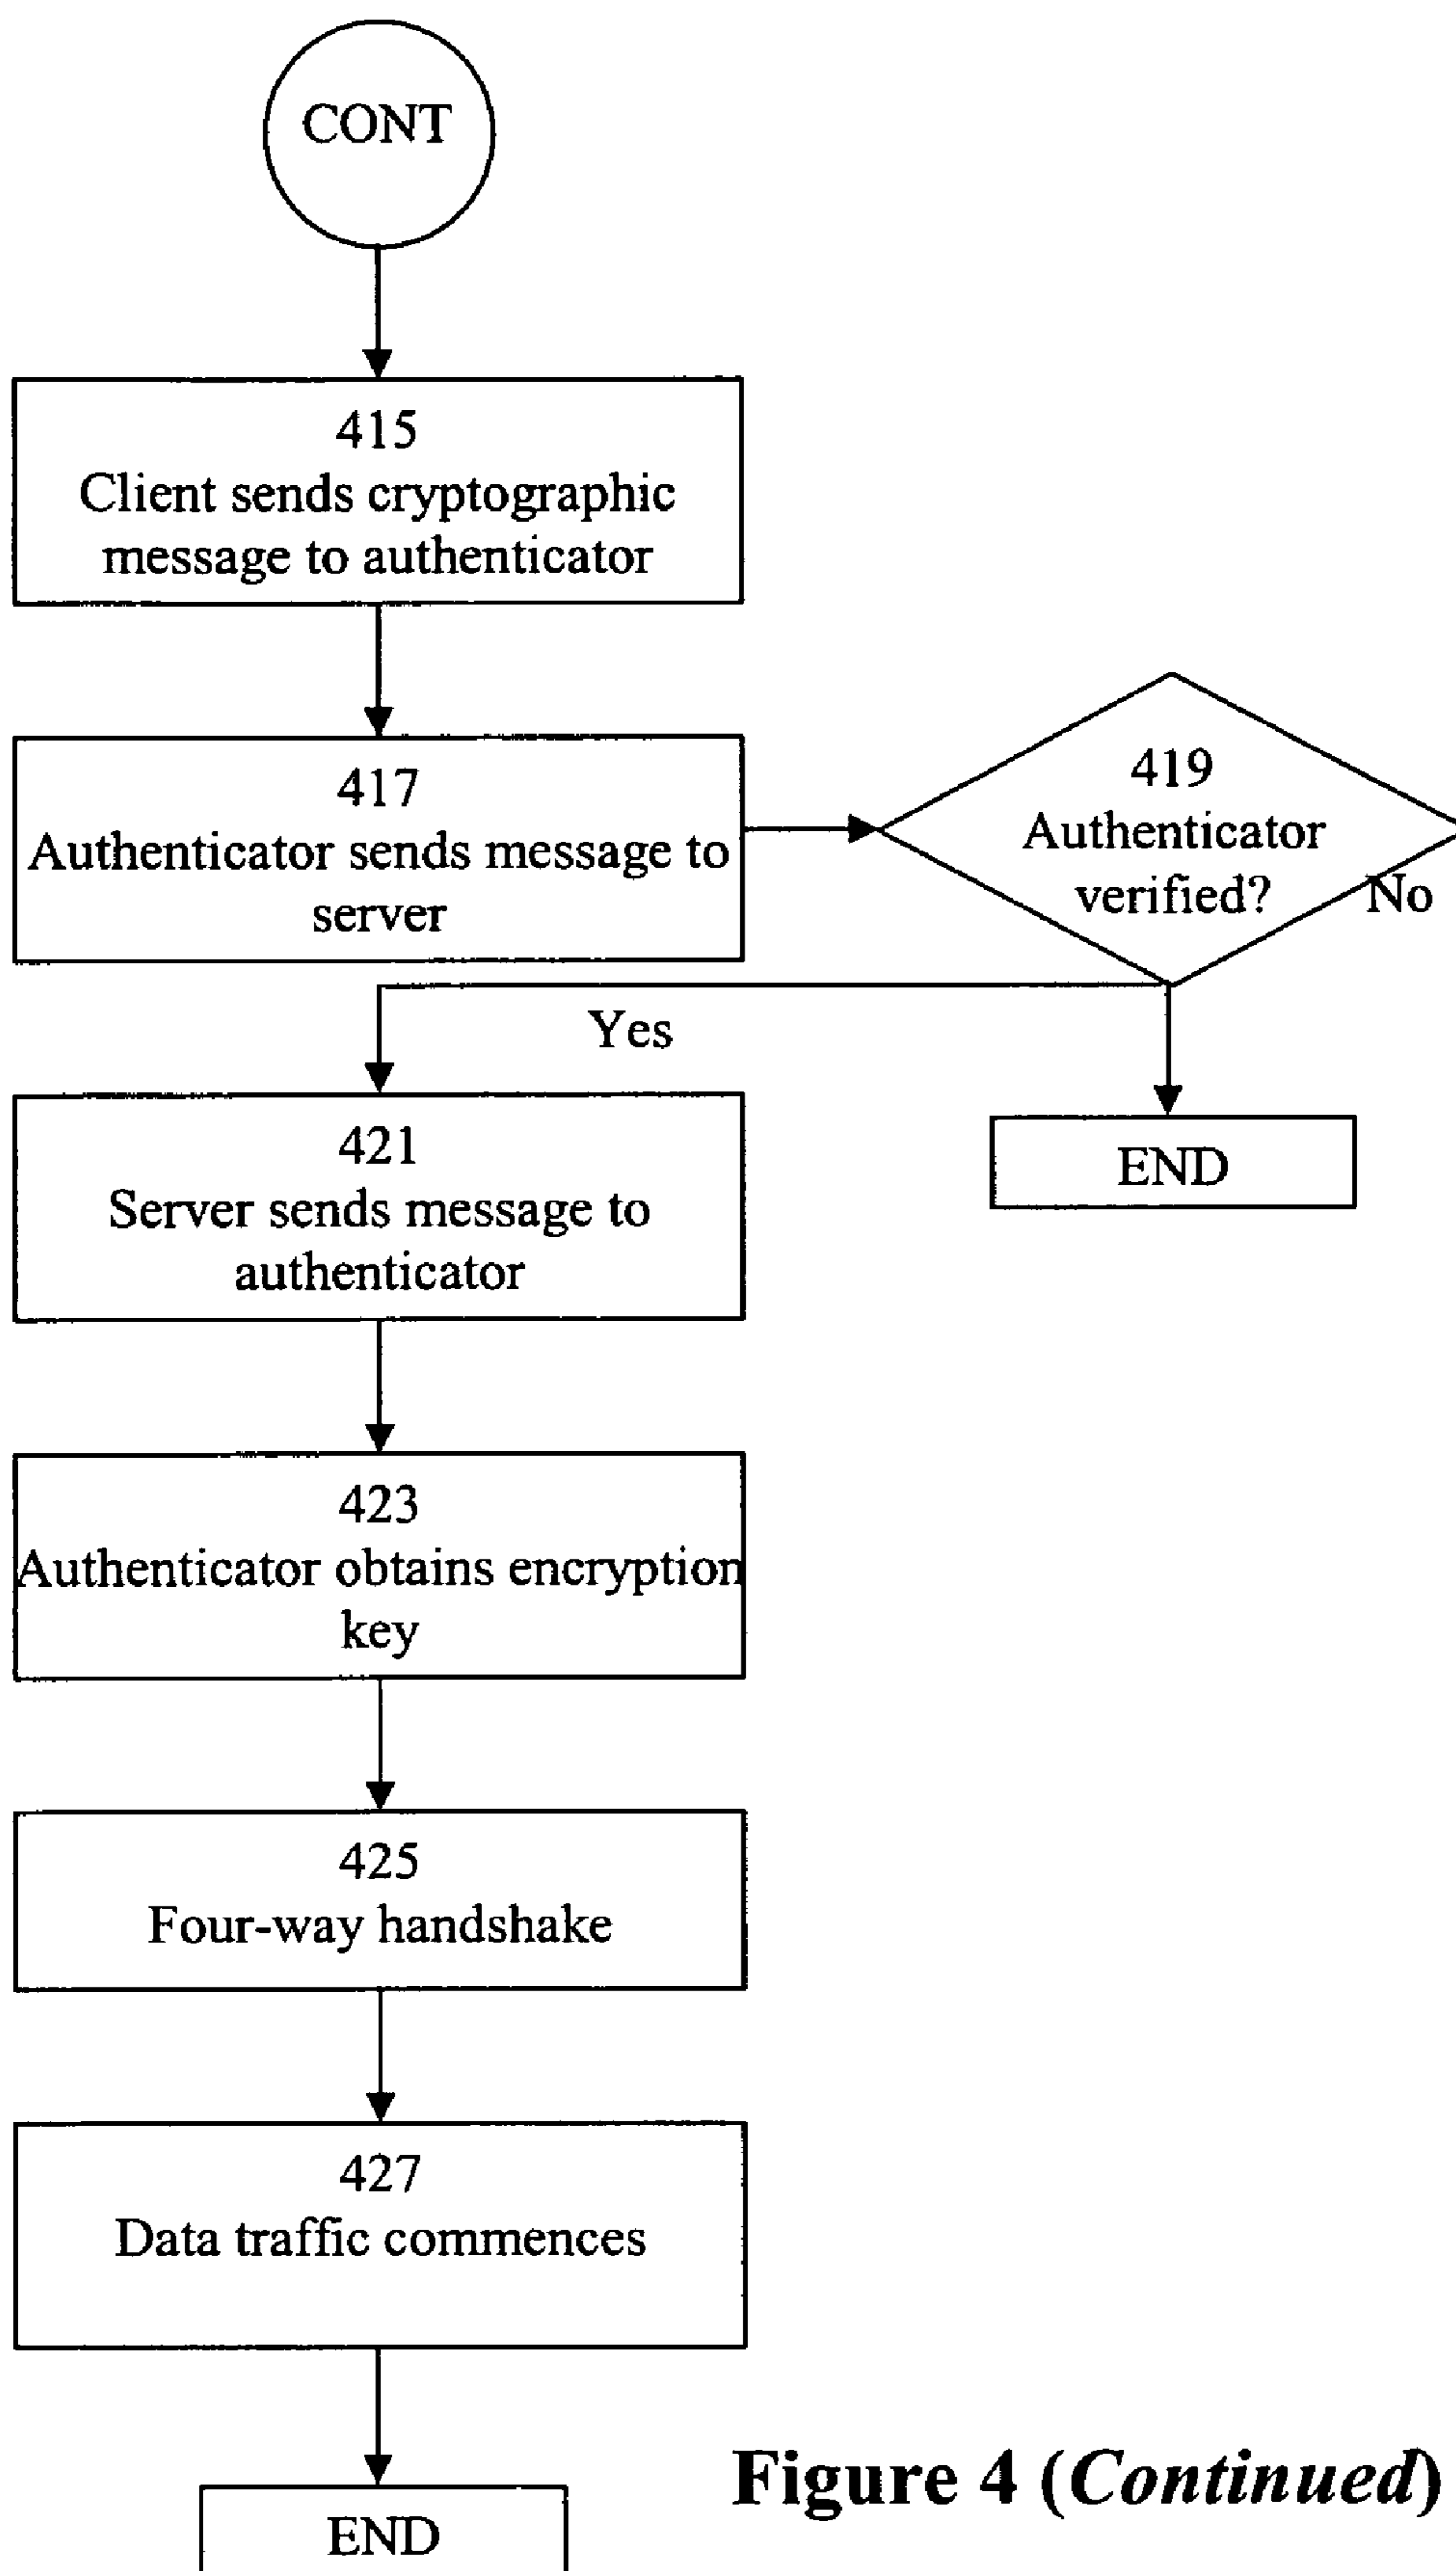 CONT
415
Client sends cryptographic
message to authenticator
417
Authenticator sends message to
server
419
Authenticator
verified?
No
Yes
421
Server sends message to
authenticator
END
423
Authenticator obtains encryption
key
425
Four-way handshake
427
Data traffic commences
END
Figure 4 (Continued)